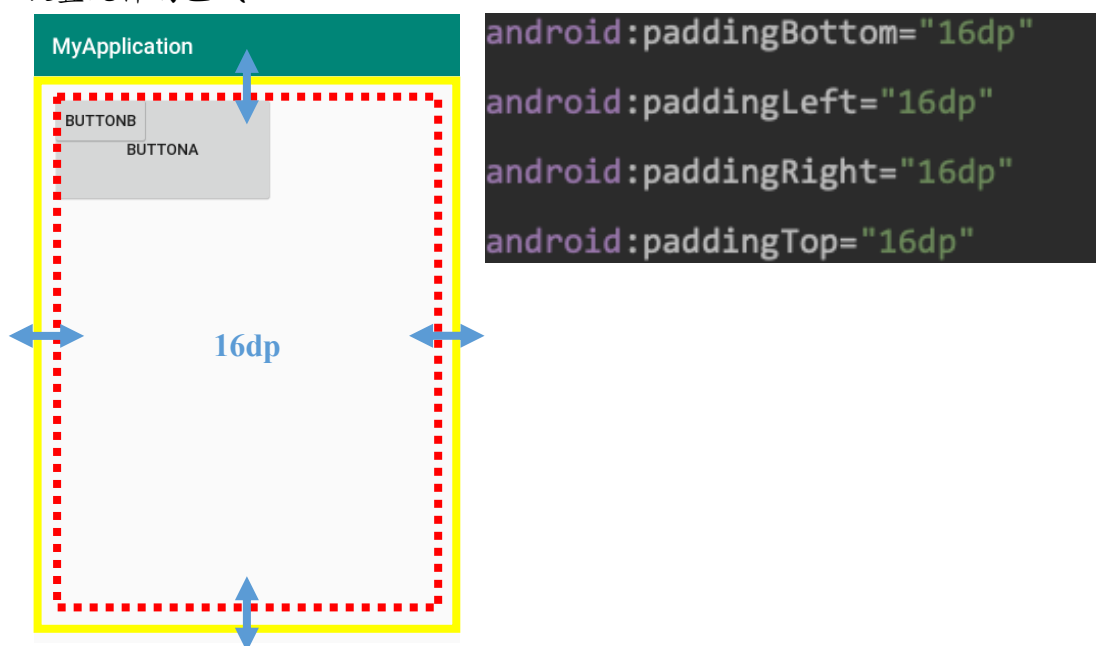 MyApplication
BUTTONB
BUTTONA
16dp
android:paddingBottom="16dp"
android:paddingLeft="16dp"
android:paddingRight="16dp"
android:paddingTop="16dp"